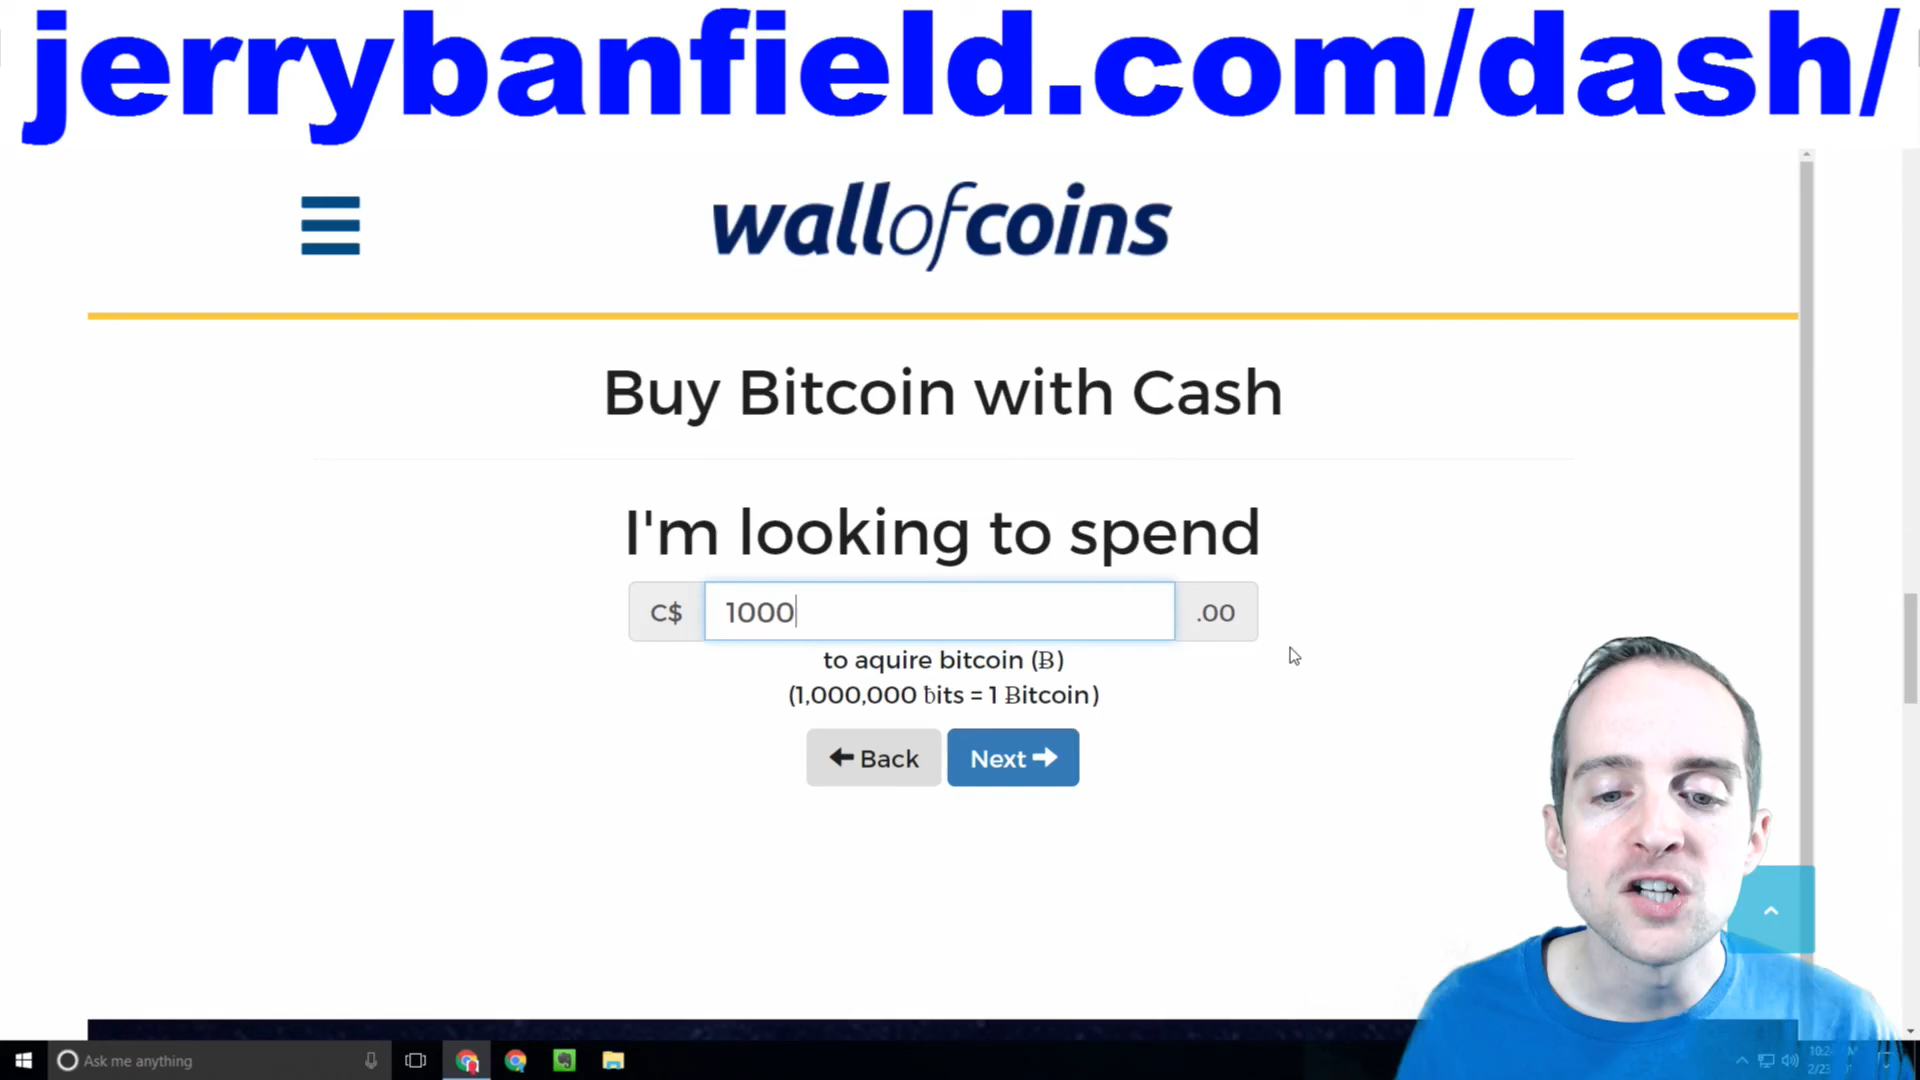 jerrybanfield.com/dash/
wallofcoins
Buy Bitcoin with Cash
I'm looking to spend
C$ 1000 .00
to aquire bitcoin (Ƀ)
(1,000,000 ƀits = 1 Ƀitcoin)
Back Next
Ask me anything